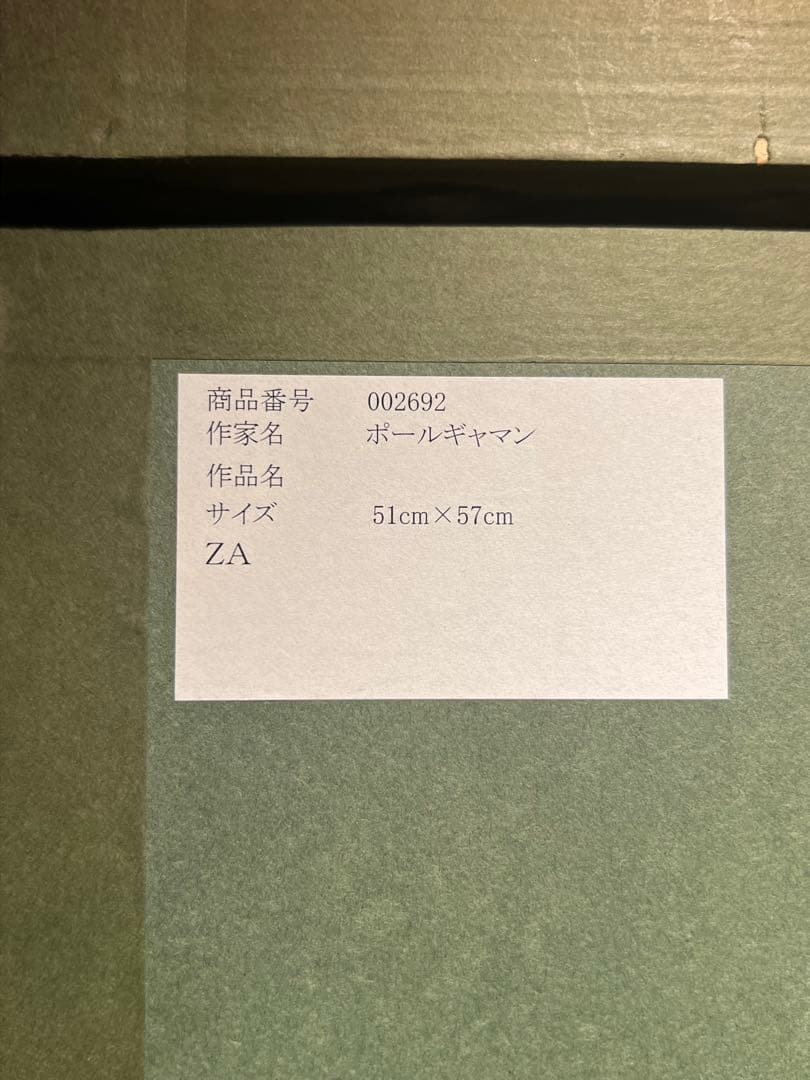 商品番号 002692
作家名 ポールギャマン
作品名
サイズ 51cm×57cm
ZA